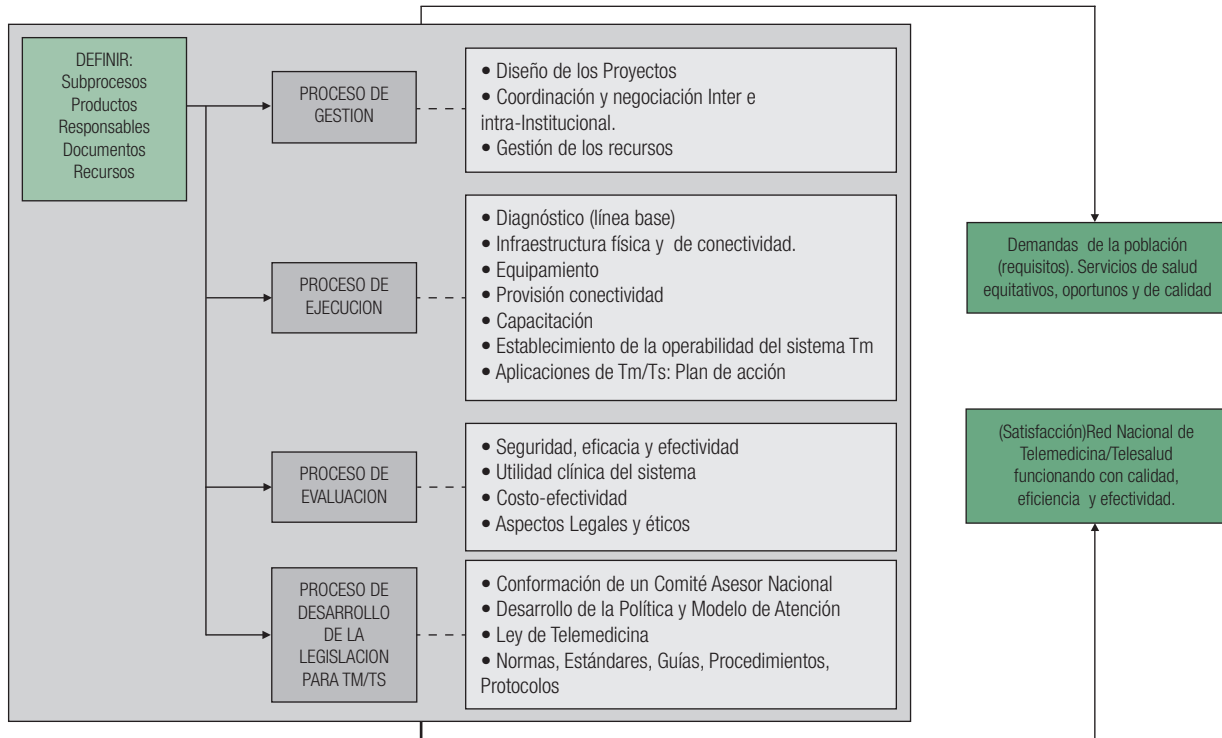 DEFINIR:
Subprocesos
Productos
Responsables
Documentos
Recursos
PROCESO DE
GESTION
• Diseño de los Proyectos
• Coordinación y negociación Inter e
intra-Institucional.
• Gestión de los recursos
PROCESO DE
EJECUCION
• Diagnóstico (línea base)
• Infraestructura física y de conectividad.
• Equipamiento
• Provisión conectividad
• Capacitación
• Establecimiento de la operabilidad del sistema Tm
• Aplicaciones de Tm/Ts: Plan de acción
PROCESO DE
EVALUACION
• Seguridad, eficacia y efectividad
• Utilidad clínica del sistema
• Costo-efectividad
• Aspectos Legales y éticos
PROCESO DE
DESARROLLO
DE LA
LEGISLACION
PARA TM/TS
• Conformación de un Comité Asesor Nacional
• Desarrollo de la Política y Modelo de Atención
• Ley de Telemedicina
• Normas, Estándares, Guías, Procedimientos,
Protocolos
Demandas de la población
(requisitos). Servicios de salud
equitativos, oportunos y de calidad
(Satisfacción)Red Nacional de
Telemedicina/Telesalud
funcionando con calidad,
eficiencia y efectividad.